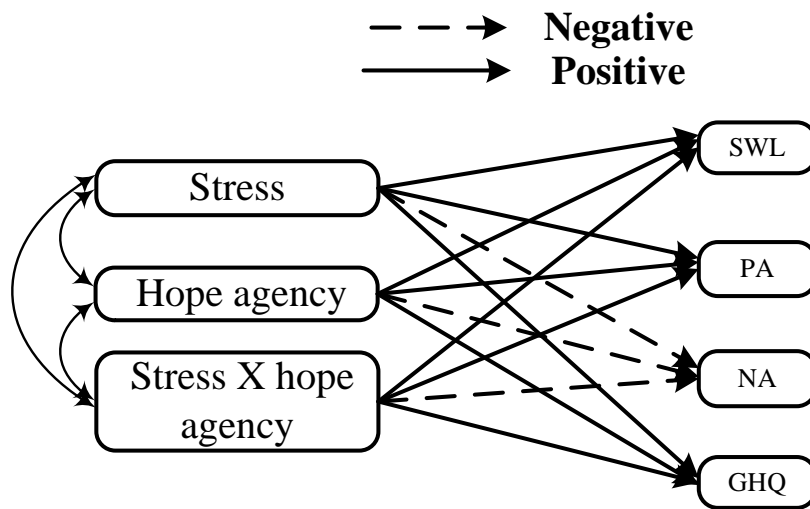 Negative
Positive
Stress
Hope agency
Stress X hope
agency
SWL
PA
NA
GHQ